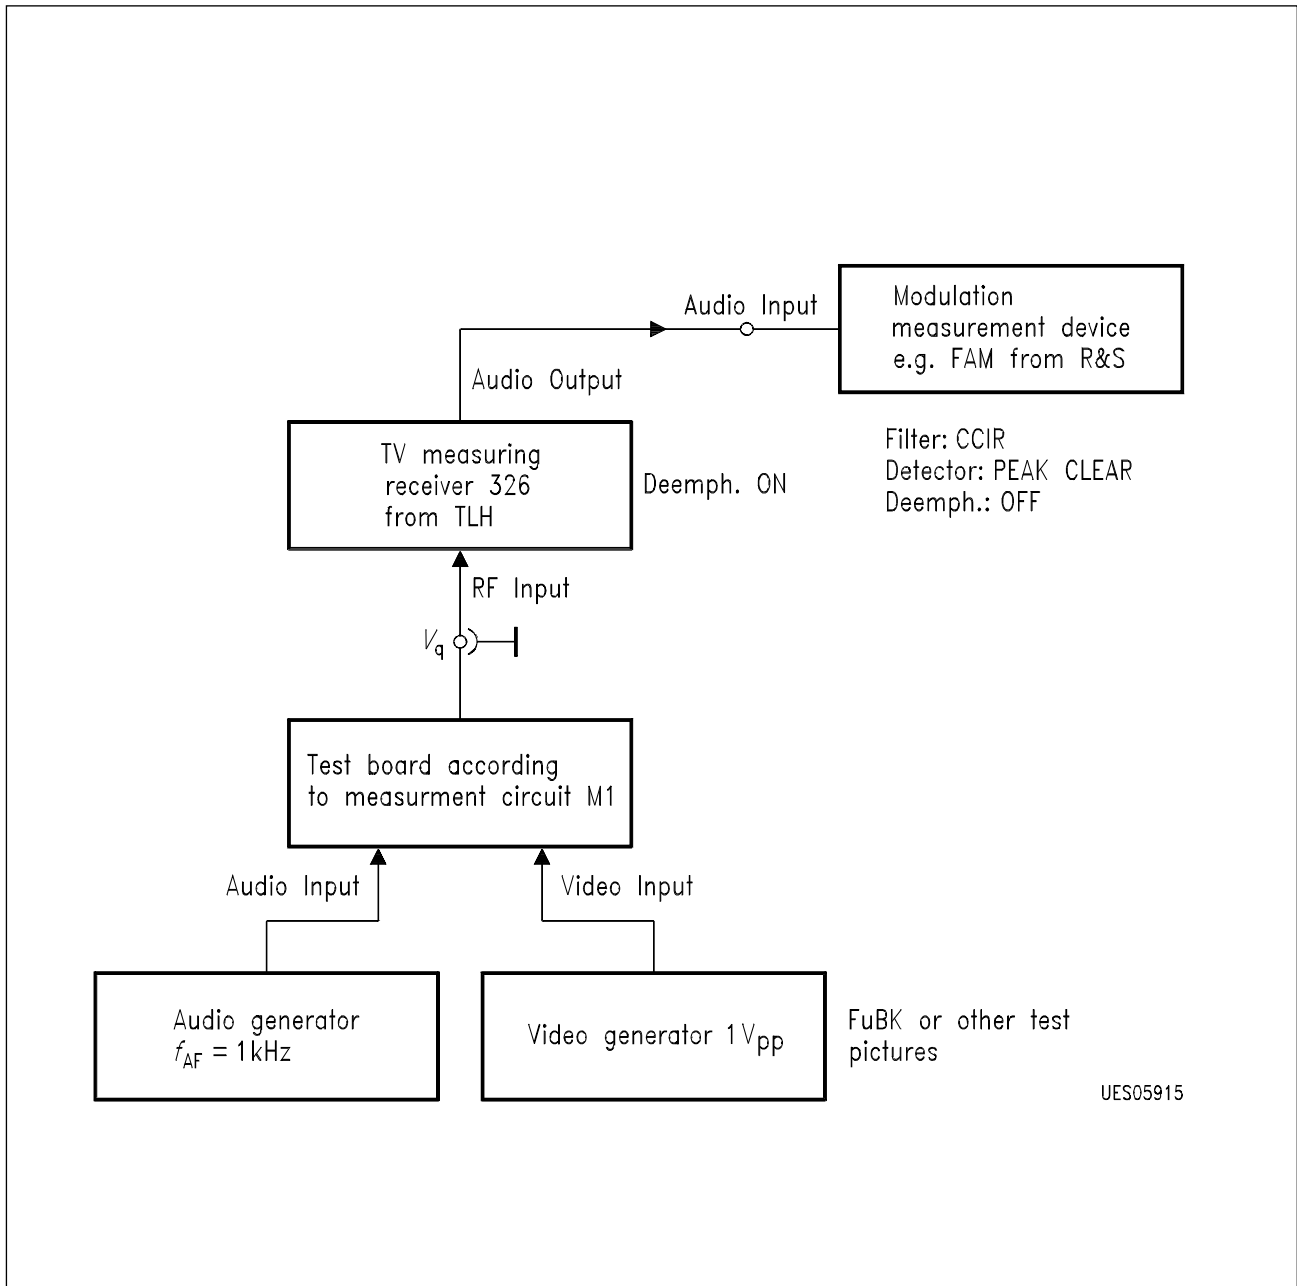 Modulation
measurement device
e.g. FAM from R&S
Audio Input
Audio Output
Filter: CCIR
Detector: PEAK CLEAR
Deemph.: OFF
TV measuring
receiver 326
from TLH
Deemph. ON
RF Input
Vq
Test board according
to measurment circuit M1
Audio Input
Video Input
Audio generator
fAF = 1kHz
Video generator 1Vpp
FuBK or other test
pictures
UES05915